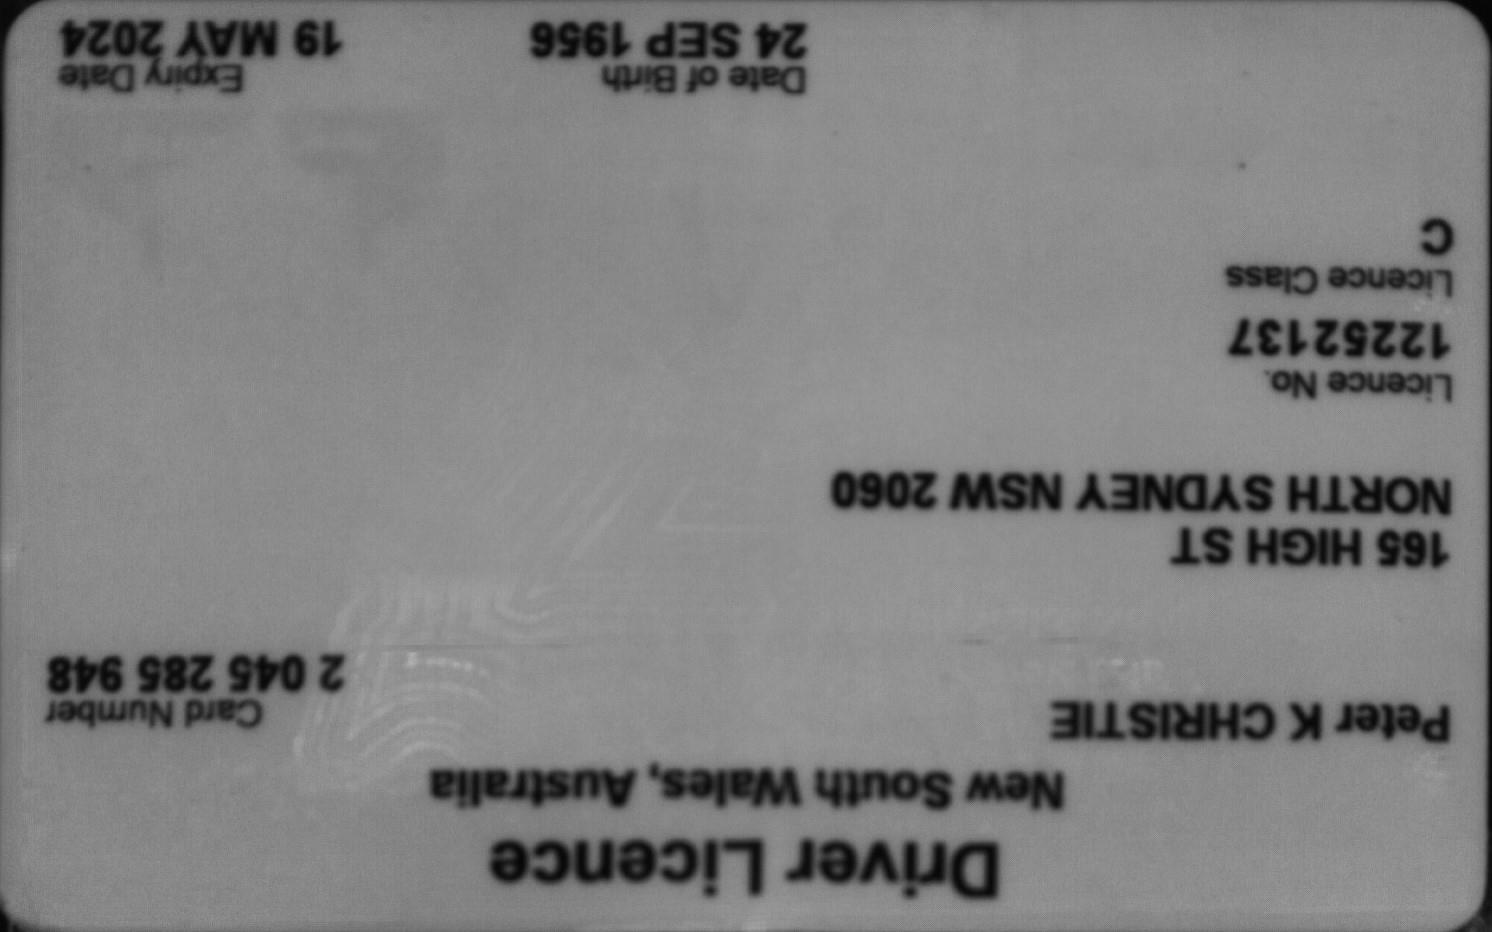 Driver Licence
New South Wales, Australia
Peter K CHRISTIE
Card Number
2 045 285 948
165 HIGH ST
NORTH SYDNEY NSW 2060
Licence No.
12252137
Licence Class
C
Date of Birth
24 SEP 1956
Expiry Date
19 MAY 2024